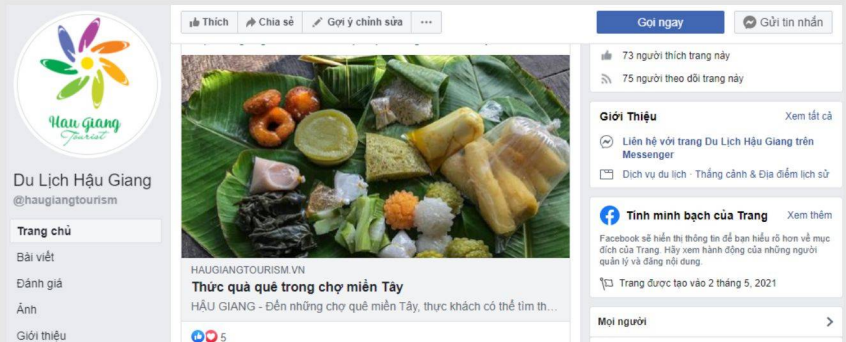 Thích
Chia sẻ
Gợi ý chỉnh sửa
Gọi ngay
Gửi tin nhắn
Hau Giang
Tourist
Du Lịch Hậu Giang
@haugiangtourism
Trang chủ
Bài viết
Đánh giá
Ảnh
Giới thiệu
HAUGIANGTOURISM.VN
Thức quà quê trong chợ miền Tây
HẬU GIANG - Đến những chợ quê miền Tây, thực khách có thể tìm th...
5
73 người thích trang này
75 người theo dõi trang này
Giới Thiệu
Xem tất cả
Liên hệ với trang Du Lịch Hậu Giang trên
Messenger
Dịch vụ du lịch · Thắng cảnh & Địa điểm lịch sử
Tính minh bạch của Trang
Xem thêm
Facebook sẽ hiển thị thông tin để bạn hiểu rõ hơn về mục
đích của Trang. Hãy xem hành động của những người
quản lý và đăng nội dung.
Trang được tạo vào 2 tháng 5, 2021
Mọi người